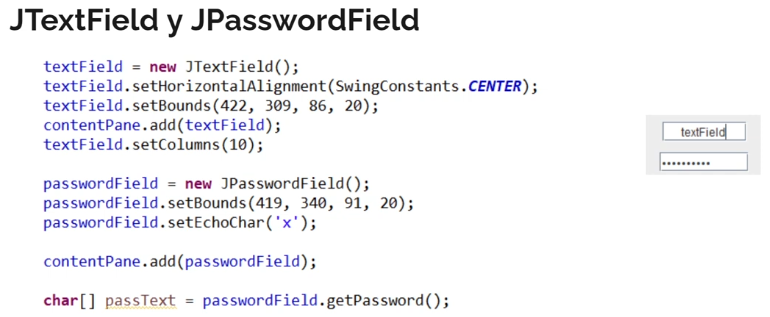 JTextField y JPasswordField
textField = new JTextField();
textField.setHorizontalAlignment(SwingConstants.CENTER);
textField.setBounds(422, 309, 86, 20);
contentPane.add(textField);
textField.setColumns(10);
passwordField = new JPasswordField();
passwordField.setBounds(419, 340, 91, 20);
passwordField.setEchoChar('x');
contentPane.add(passwordField);
char[] passText = passwordField.getPassword();
textField
••••••••••